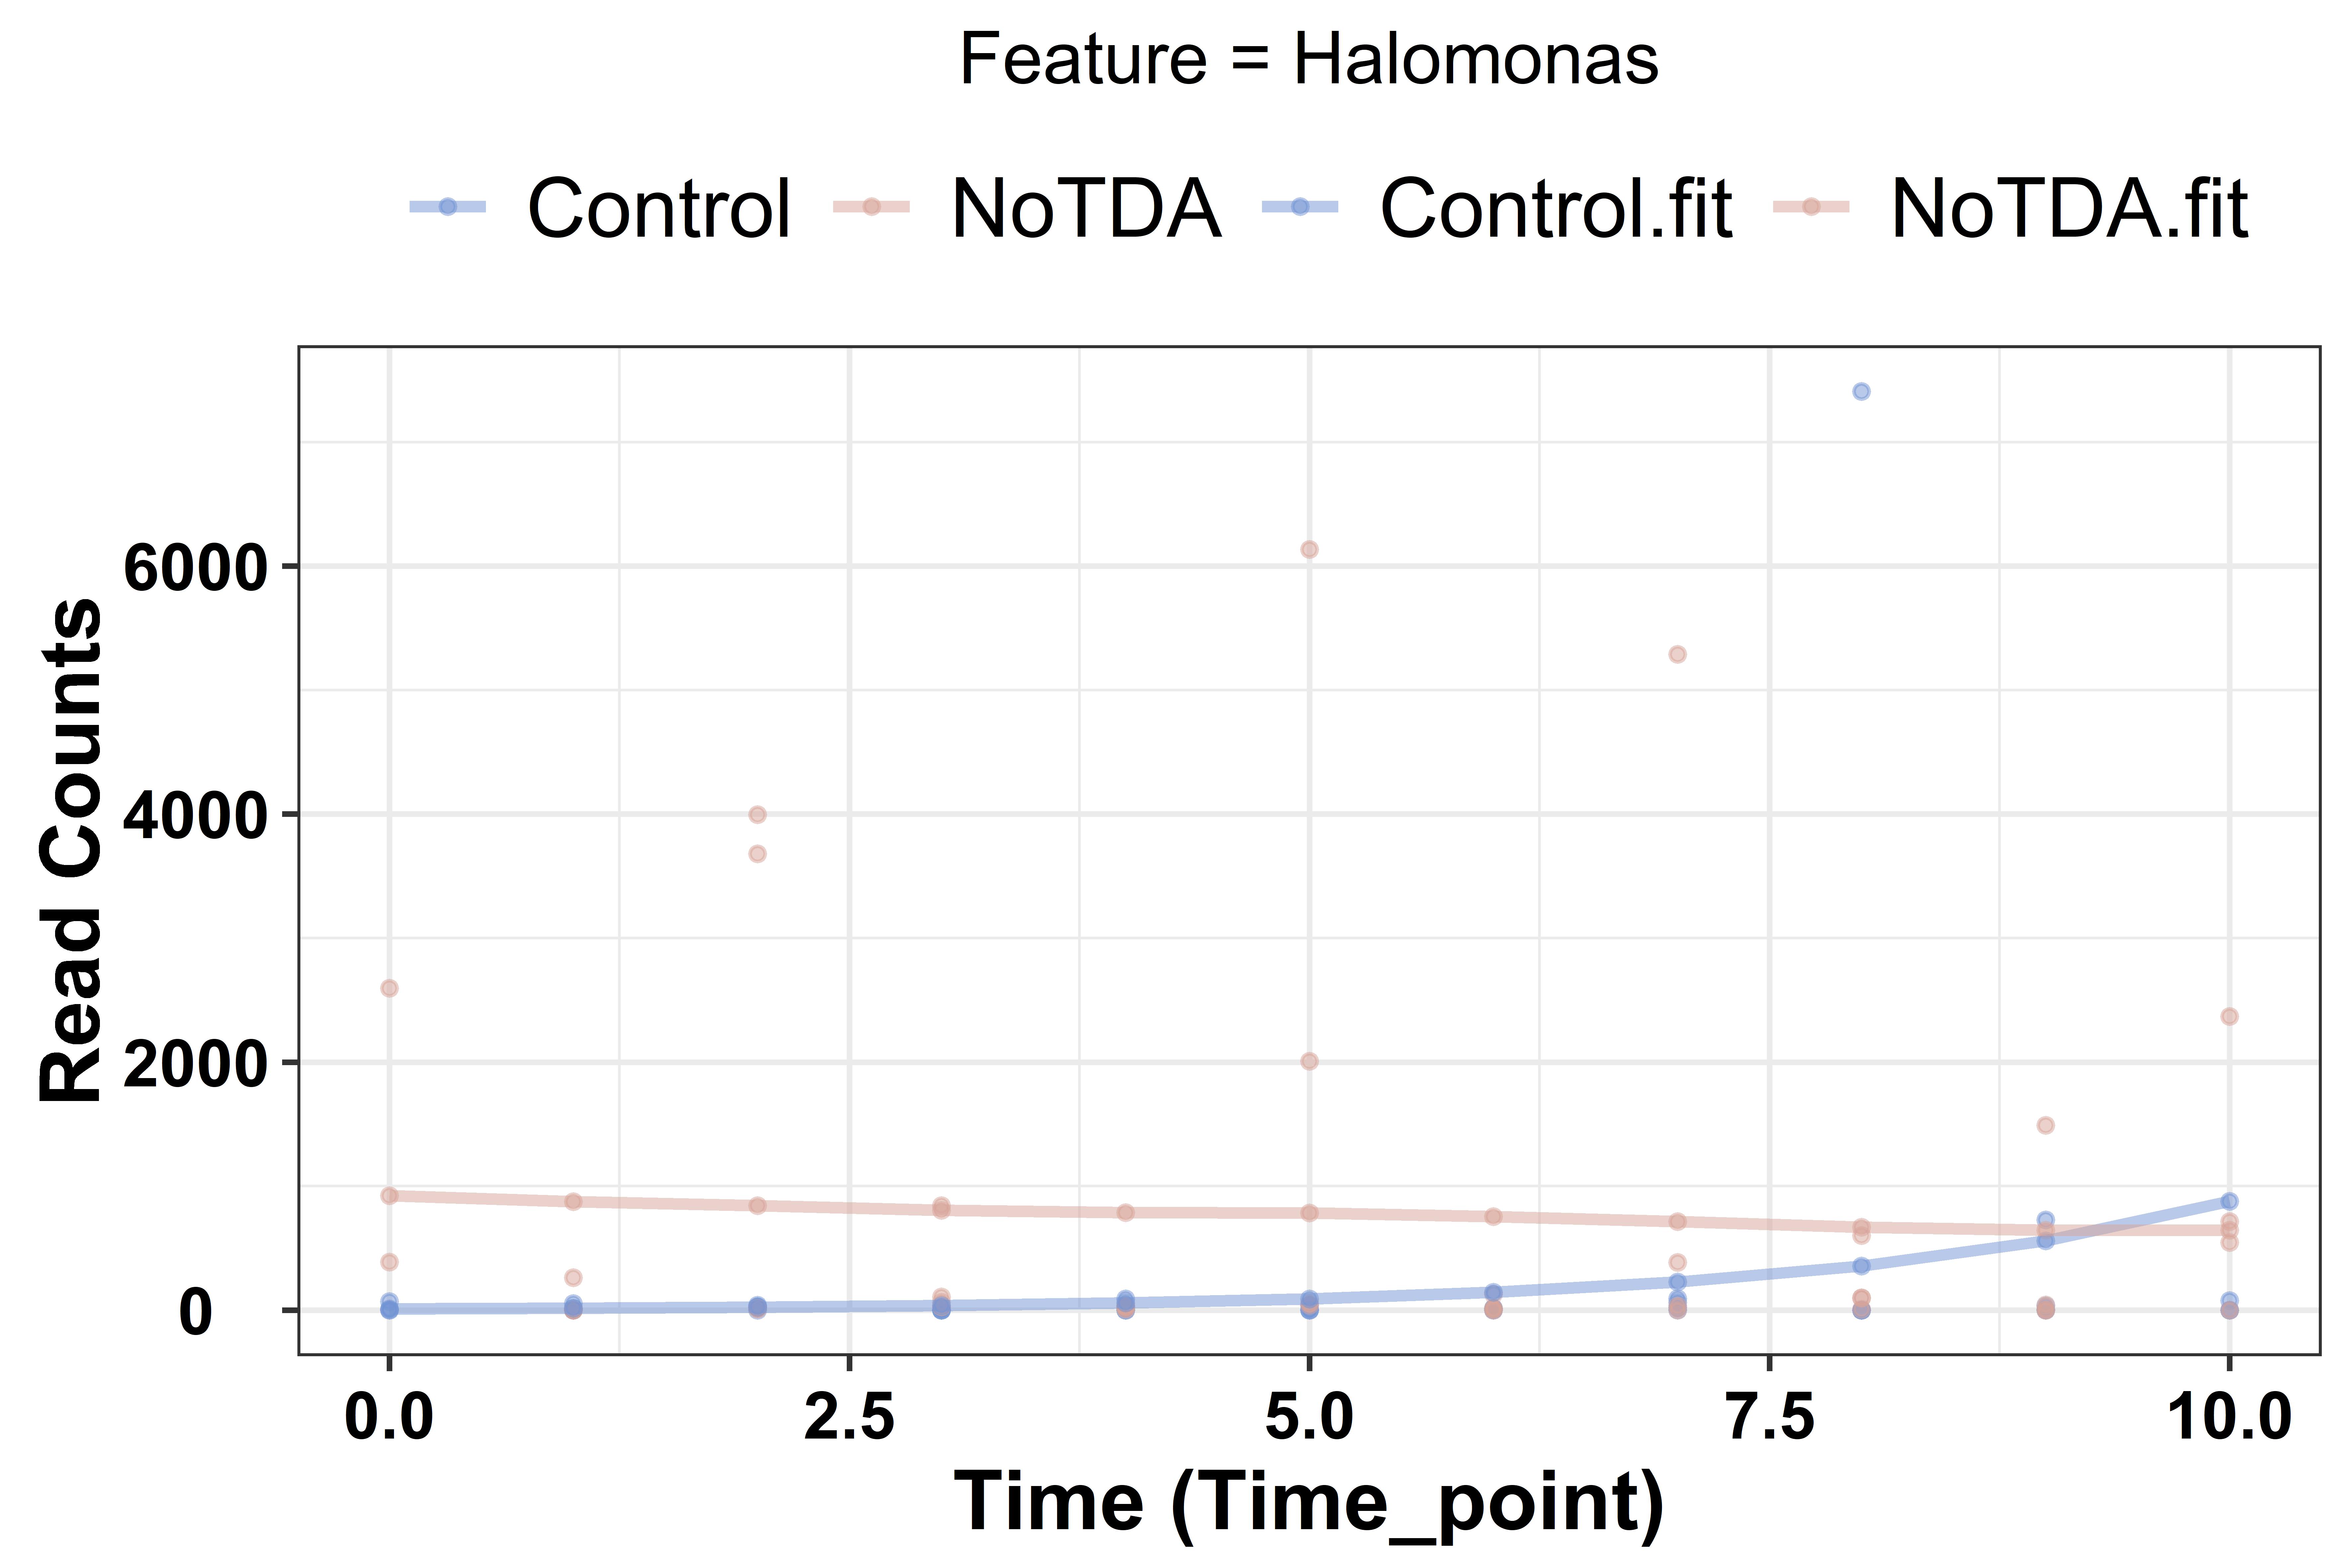 Feature = Halomonas
Control NoTDA Control.fit NoTDA.fit
Read Counts
6000
4000
2000
0
0.0 2.5 5.0 7.5 10.0
Time (Time_point)